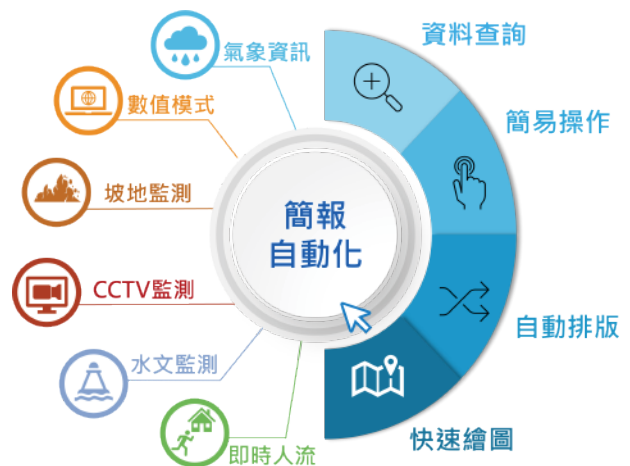 氣象資訊
數值模式
坡地監測
CCTV監測
水文監測
即時人流
簡報
自動化
資料查詢
簡易操作
自動排版
快速繪圖